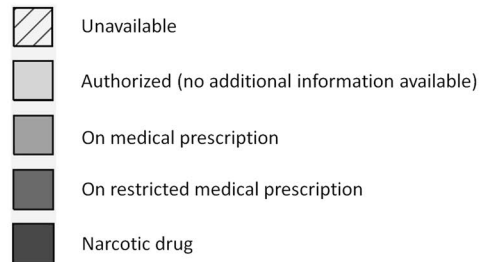 Unavailable
Authorized (no additional information available)
On medical prescription
On restricted medical prescription
Narcotic drug